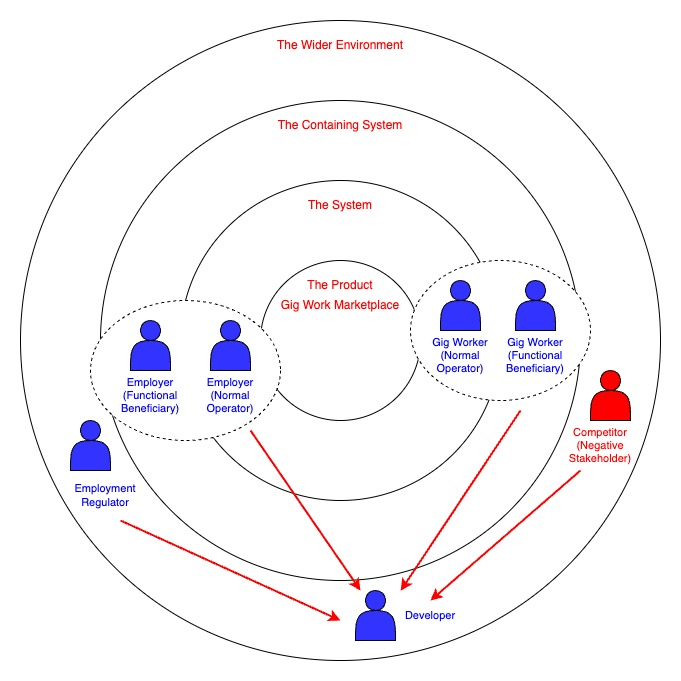 The Wider Environment
The Containing System
The System
The Product
Gig Work Marketplace
Gig Worker
(Normal
Operator)
Gig Worker
(Functional
Beneficiary)
Employer
(Functional
Beneficiary)
Employer
(Normal
Operator)
Competitor
(Negative
Stakeholder)
Employment
Regulator
Developer